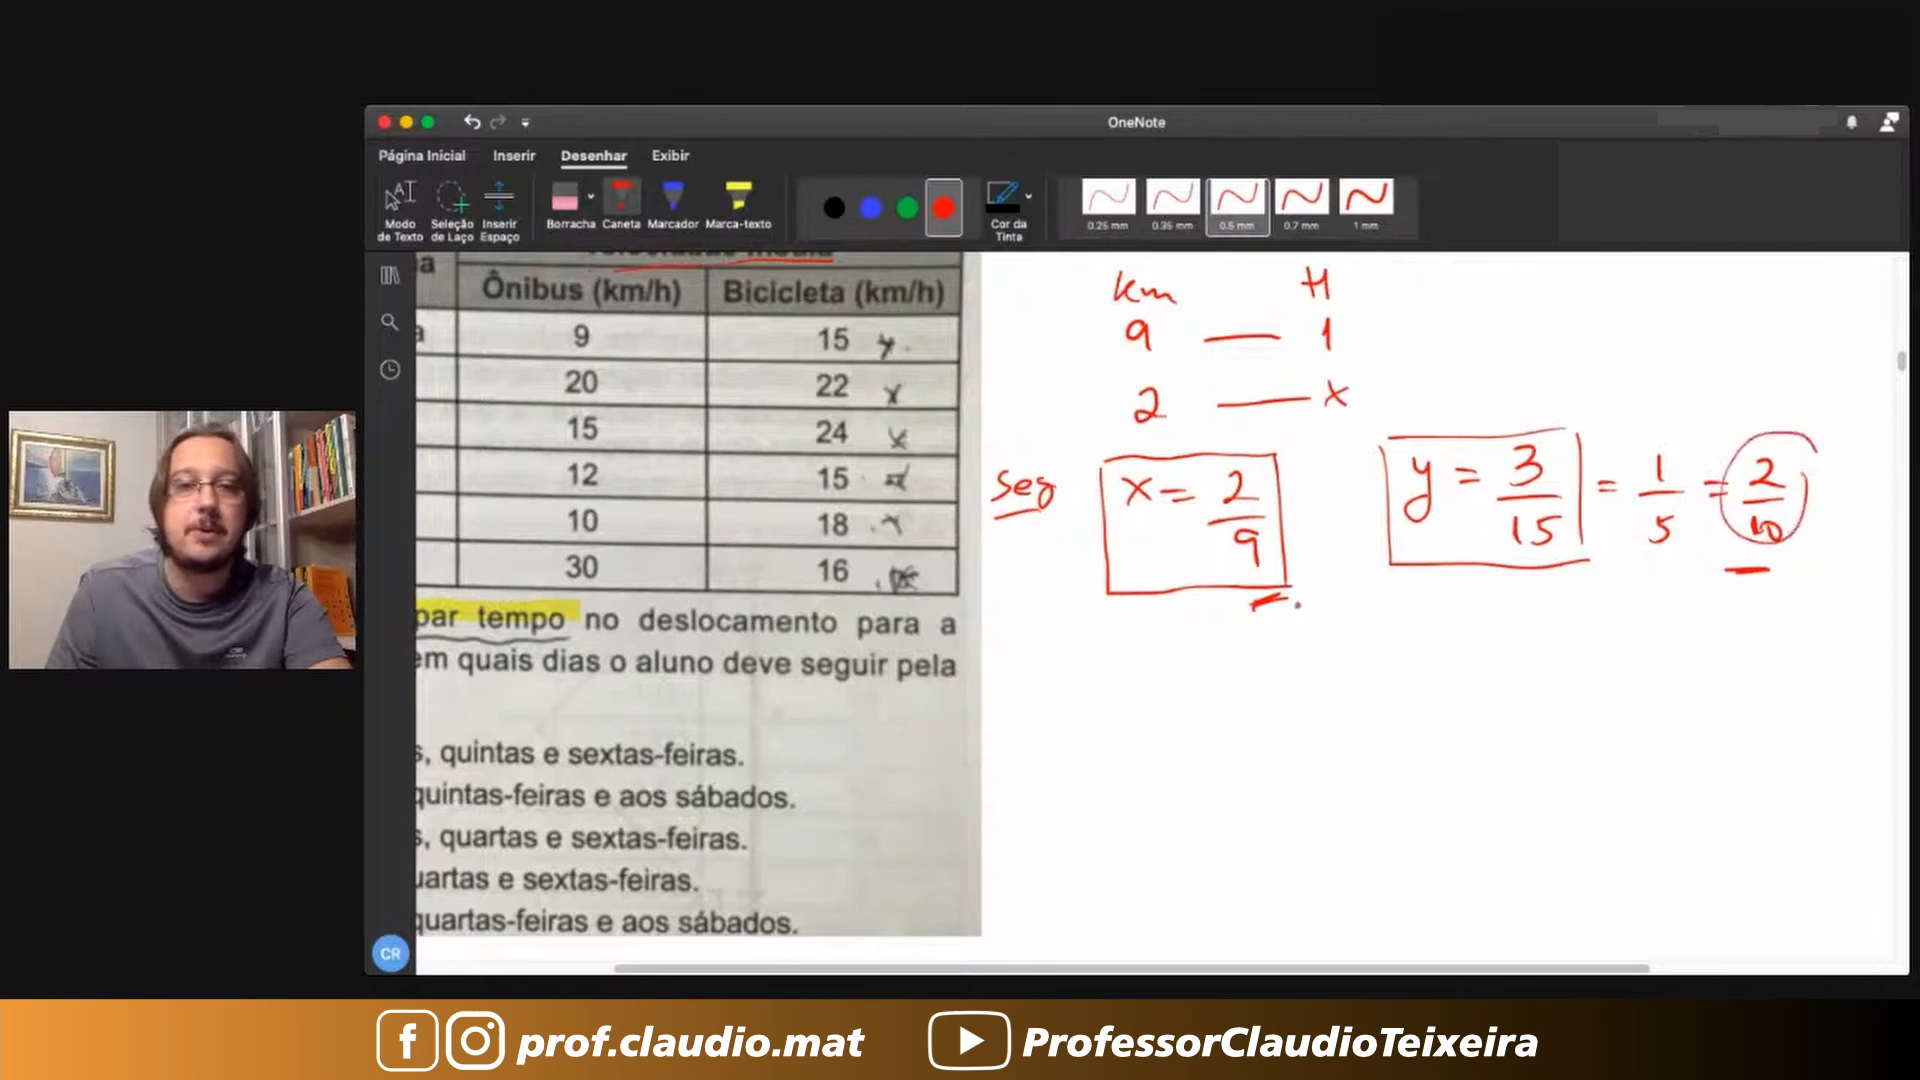 OneNote
Página Inicial Inserir Desenhar Exibir
Modo de Texto
Seleção de Laço
Inserir Espaço
Borracha Caneta Marcador Marca-texto
Cor da Tinta
0.25 mm 0.35 mm 0.5 mm 0.7 mm 1 mm
a
Ônibus (km/h) Bicicleta (km/h)
a 9 15
20 22
15 24
12 15
10 18
30 16
par tempo no deslocamento para a
em quais dias o aluno deve seguir pela
s, quintas e sextas-feiras.
quintas-feiras e aos sábados.
s, quartas e sextas-feiras.
uartas e sextas-feiras.
quartas-feiras e aos sábados.
km H
9 — 1
2 — x
Seg x = 2/9 y = 3/15 = 1/5 = 2/10
CR
prof.claudio.mat ProfessorClaudioTeixeira